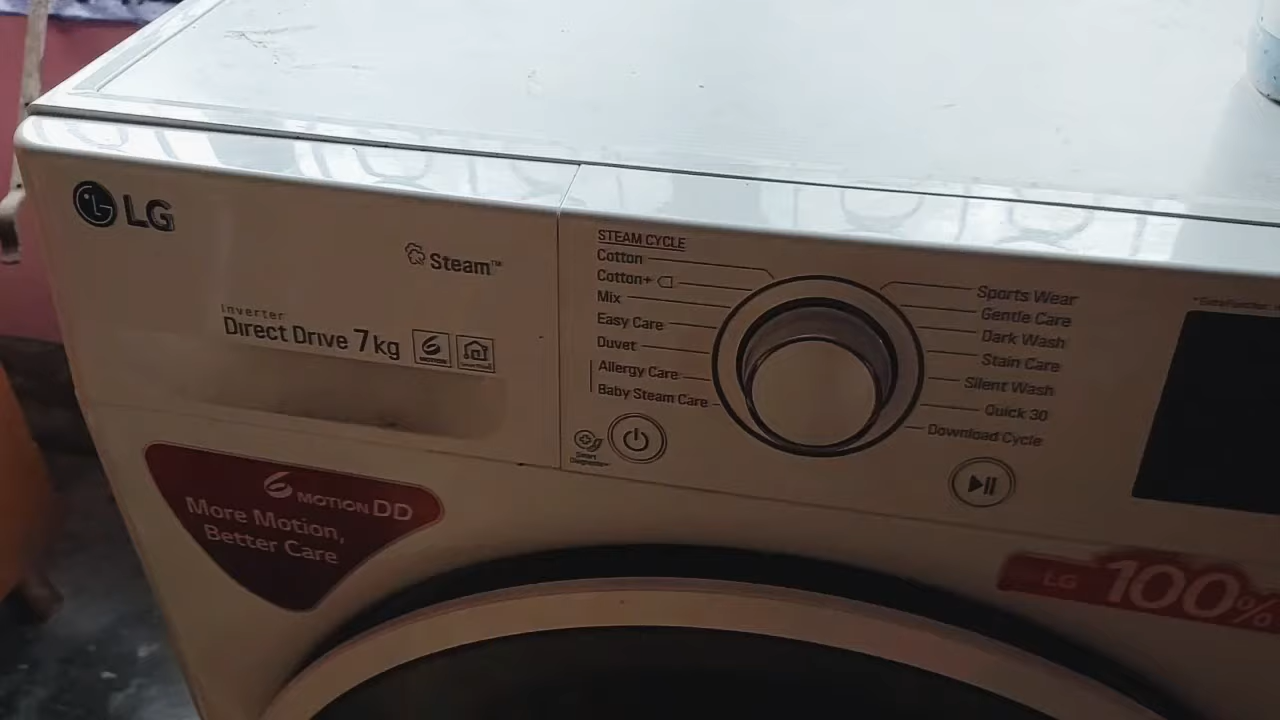 LG
Steam™
Inverter
Direct Drive 7kg
6 MOTION DD
More Motion,
Better Care
STEAM CYCLE
Cotton
Cotton+
Mix
Easy Care
Duvet
Allergy Care
Baby Steam Care
Smart
Diagnosis™
Sports Wear
Gentle Care
Dark Wash
Stain Care
Silent Wash
Quick 30
Download Cycle
LG 100%